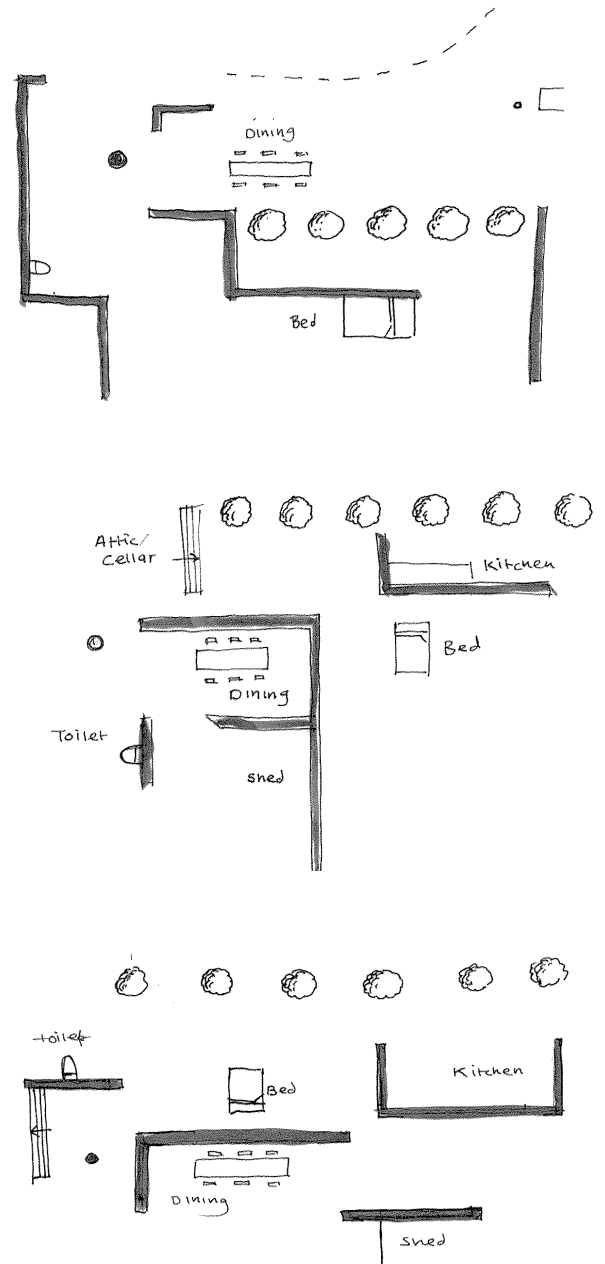 Dining
Bed
Attic/
Cellar
Kitchen
Bed
Dining
Toilet
shed
toilet
Kitchen
Bed
Dining
shed